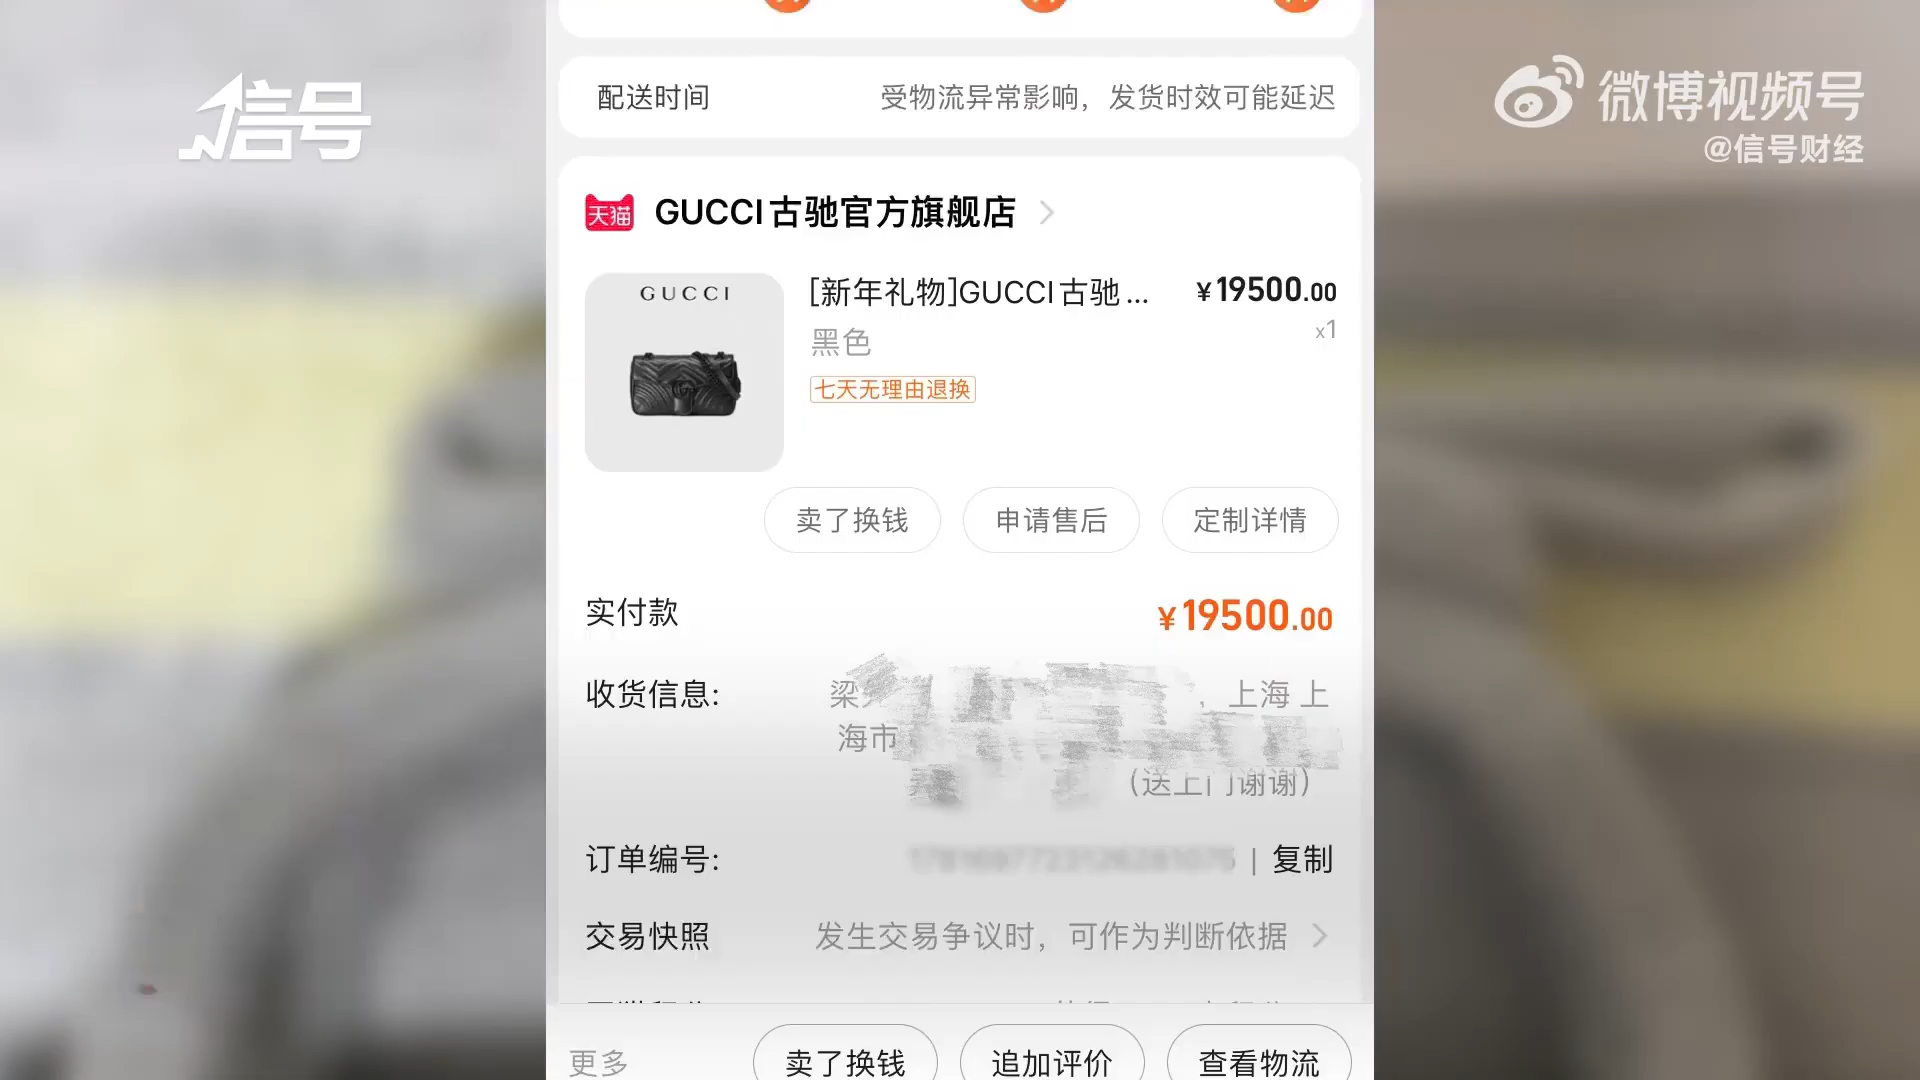 信号
微博视频号
@信号财经
配送时间 受物流异常影响，发货时效可能延迟
天猫 GUCCI古驰官方旗舰店
GUCCI
[新年礼物]GUCCI古驰... ¥19500.00
黑色 x1
七天无理由退换
卖了换钱 申请售后 定制详情
实付款 ¥19500.00
收货信息: 梁 ，上海 上
海市
（送上门谢谢）
订单编号: | 复制
交易快照 发生交易争议时，可作为判断依据
更多 卖了换钱 追加评价 查看物流